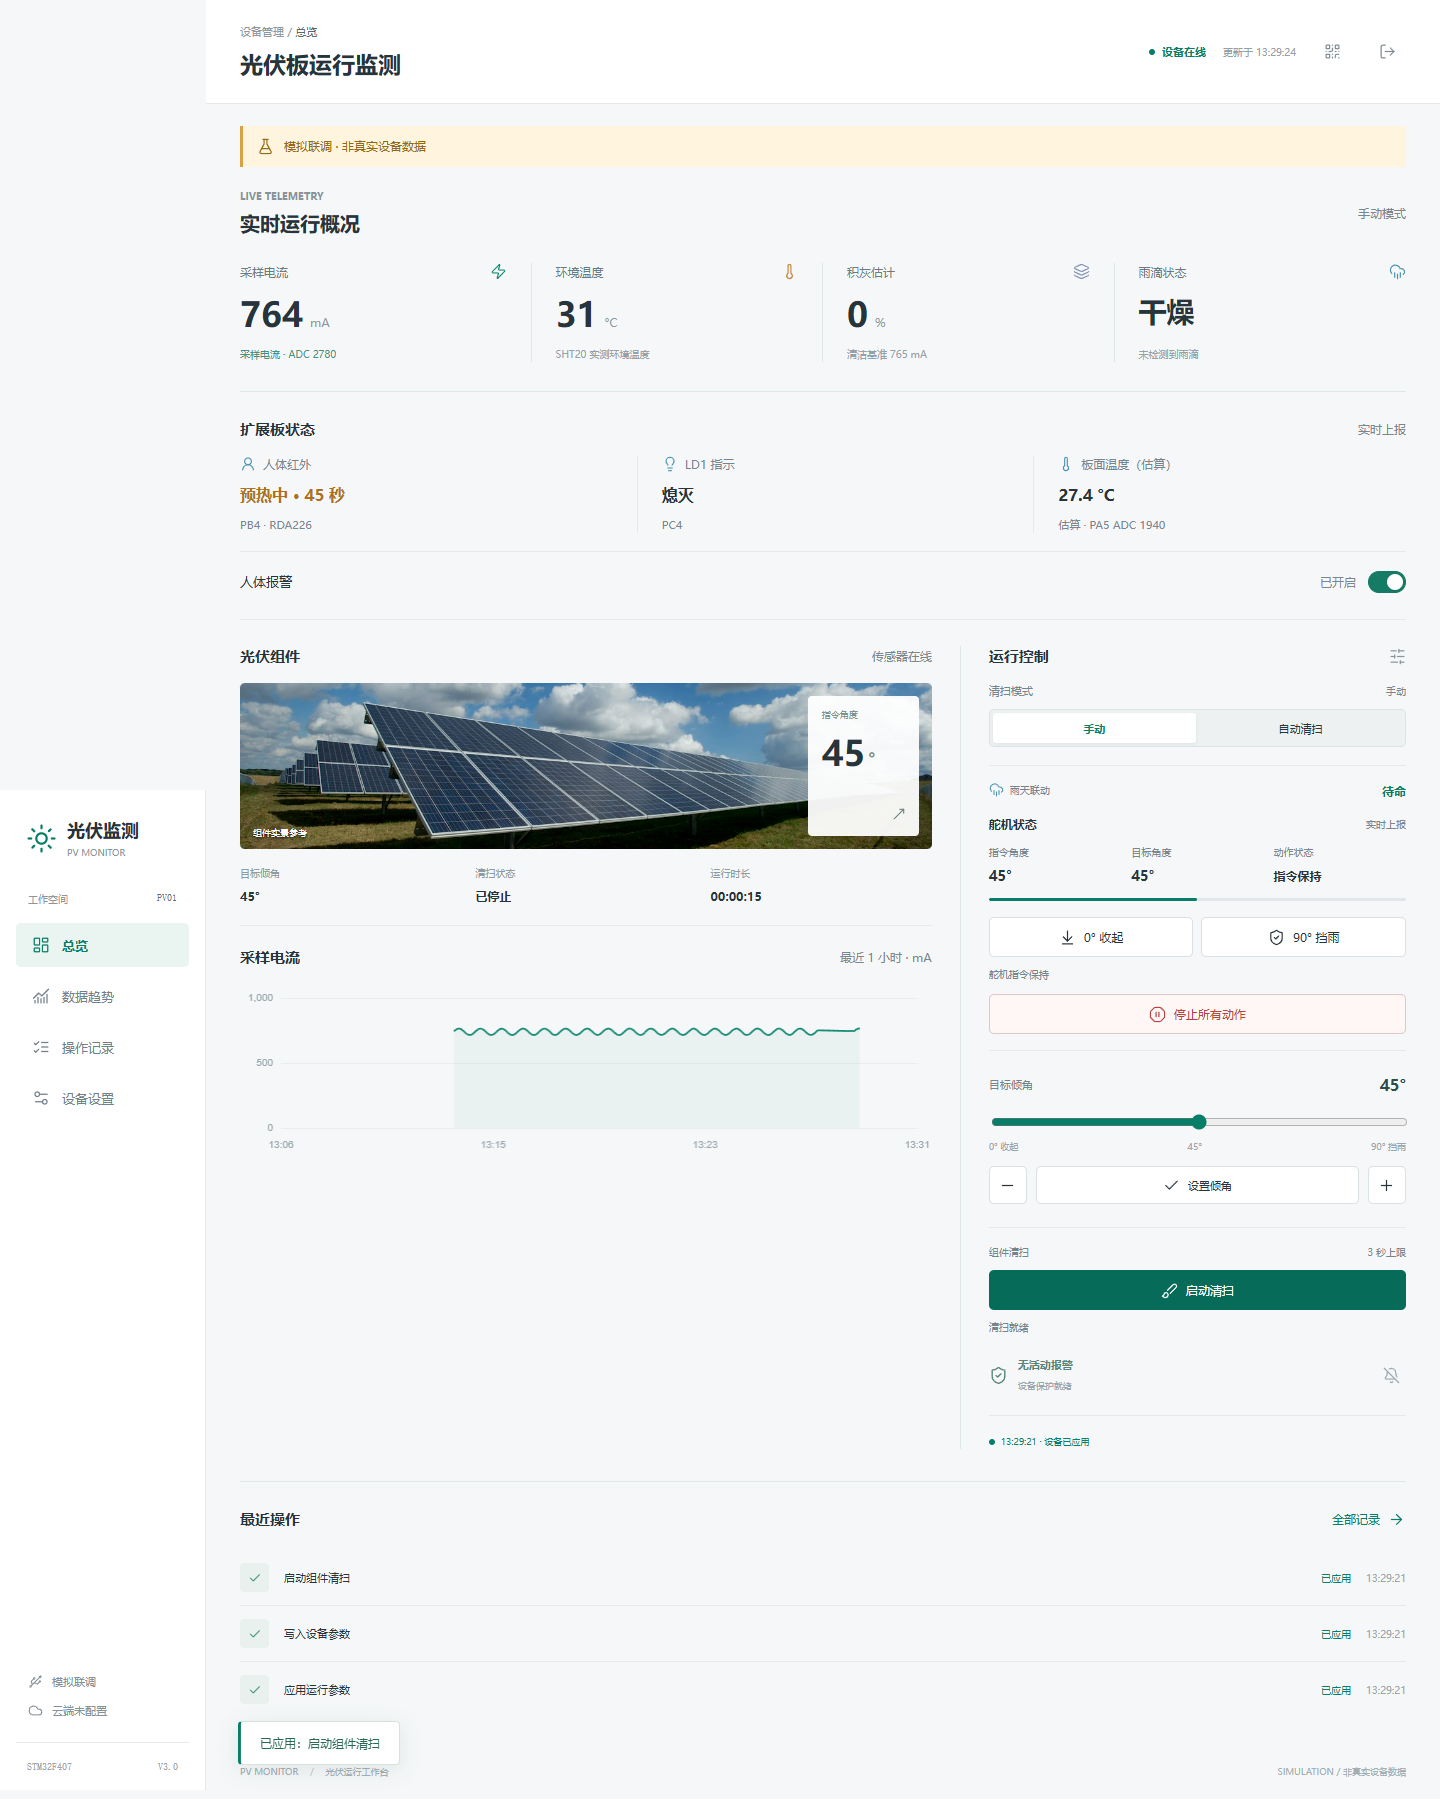 设备管理 / 总览
光伏板运行监测
设备在线
更新于 13:29:24
模拟联调 · 非真实设备数据
LIVE TELEMETRY
实时运行概况
手动模式
采样电流
764 mA
采样电流 · ADC 2780
环境温度
31 °C
SHT20 实测环境温度
积灰估计
0 %
清洁基准 765 mA
雨滴状态
干燥
未检测到雨滴
扩展板状态
实时上报
人体红外
预热中 • 45 秒
PB4 · RDA226
LD1 指示
熄灭
PC4
板面温度（估算）
27.4 °C
估算 · PA5 ADC 1940
人体报警
已开启
光伏组件
传感器在线
指令角度
45°
组件实景参考
目标倾角
45°
清扫状态
已停止
运行时长
00:00:15
采样电流
最近 1 小时 · mA
1,000
500
0
13:06
13:15
13:23
13:31
运行控制
清扫模式
手动
手动
自动清扫
雨天联动
待命
舵机状态
实时上报
指令角度
45°
目标角度
45°
动作状态
指令保持
0° 收起
90° 挡雨
舵机指令保持
停止所有动作
目标倾角
45°
0° 收起
45°
90° 挡雨
设置倾角
组件清扫
3 秒上限
启动清扫
清扫就绪
无活动报警
设备保护就绪
13:29:21 · 设备已应用
最近操作
全部记录
启动组件清扫
已应用
13:29:21
写入设备参数
已应用
13:29:21
应用运行参数
已应用
13:29:21
已应用：启动组件清扫
PV MONITOR / 光伏运行工作台
SIMULATION / 非真实设备数据
光伏监测
PV MONITOR
工作空间
PV01
总览
数据趋势
操作记录
设备设置
模拟联调
云端未配置
STM32F407
V3.0